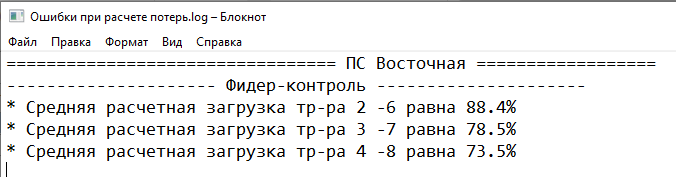 Ошибки при расчете потерь.log – Блокнот
Файл Правка Формат Вид Справка
================================= ПС Восточная ==================
--------------------- Фидер-контроль ---------------------
* Средняя расчетная загрузка тр-ра 2 -6 равна 88.4%
* Средняя расчетная загрузка тр-ра 3 -7 равна 78.5%
* Средняя расчетная загрузка тр-ра 4 -8 равна 73.5%